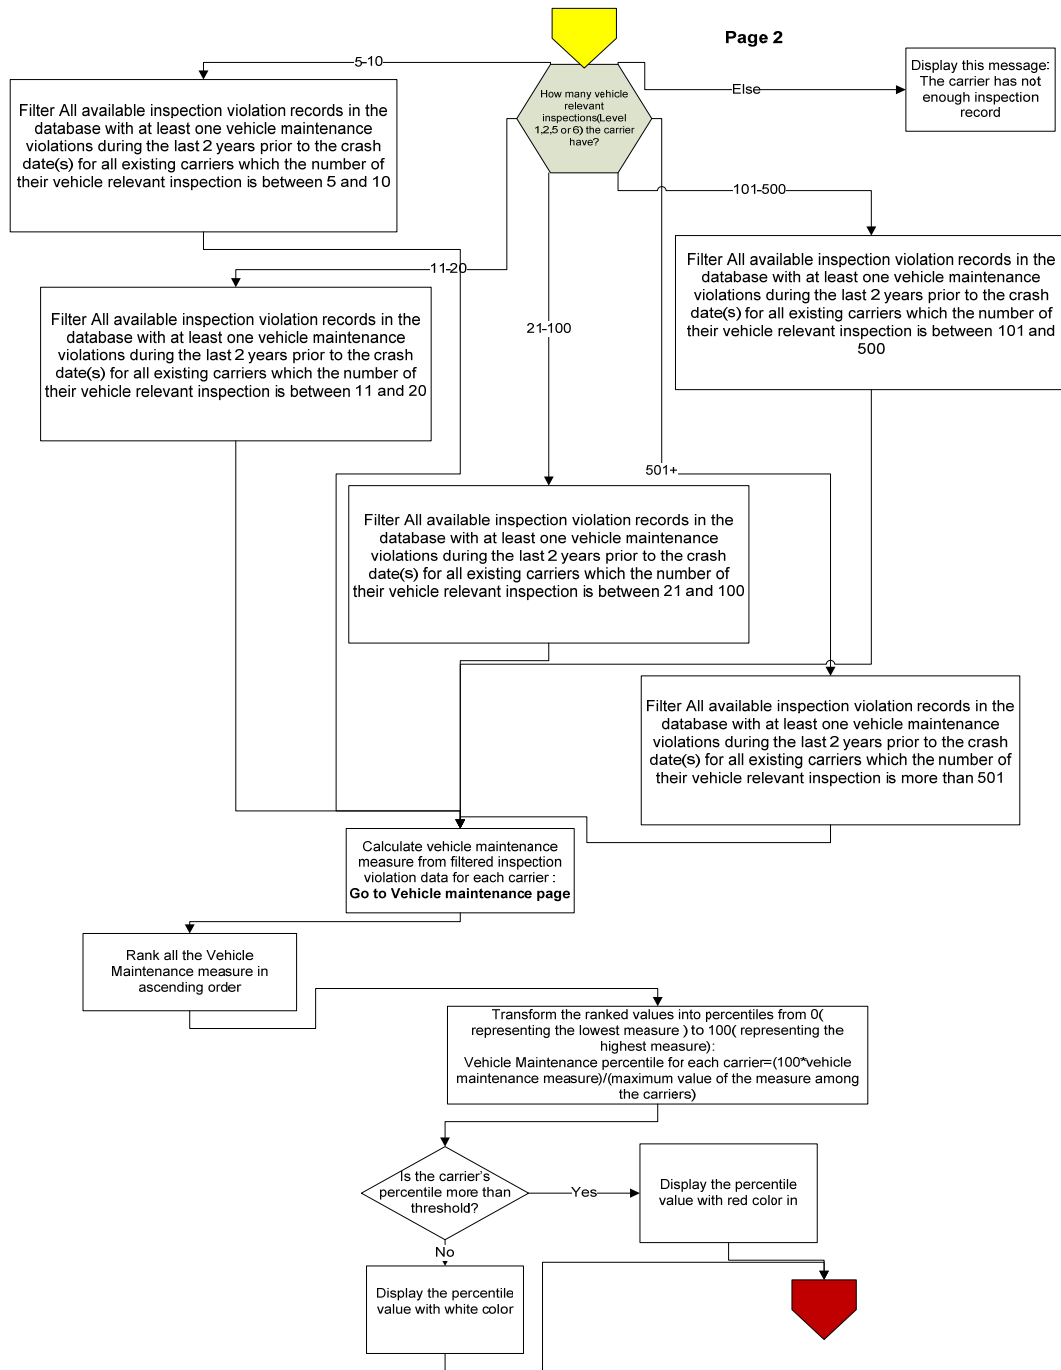 Page 2
How many vehicle
relevant
inspections(Level
1,2,5 or 6) the carrier
have?
5-10
Else
Display this message:
The carrier has not
enough inspection
record
Filter All available inspection violation records in the
database with at least one vehicle maintenance
violations during the last 2 years prior to the crash
date(s) for all existing carriers which the number of
their vehicle relevant inspection is between 5 and 10
101-500
11-20
Filter All available inspection violation records in the
database with at least one vehicle maintenance
violations during the last 2 years prior to the crash
date(s) for all existing carriers which the number of
their vehicle relevant inspection is between 101 and
500
Filter All available inspection violation records in the
database with at least one vehicle maintenance
violations during the last 2 years prior to the crash
date(s) for all existing carriers which the number of
their vehicle relevant inspection is between 11 and 20
21-100
501+
Filter All available inspection violation records in the
database with at least one vehicle maintenance
violations during the last 2 years prior to the crash
date(s) for all existing carriers which the number of
their vehicle relevant inspection is between 21 and 100
Filter All available inspection violation records in the
database with at least one vehicle maintenance
violations during the last 2 years prior to the crash
date(s) for all existing carriers which the number of
their vehicle relevant inspection is more than 501
Calculate vehicle maintenance
measure from filtered inspection
violation data for each carrier :
Go to Vehicle maintenance page
Rank all the Vehicle
Maintenance measure in
ascending order
Transform the ranked values into percentiles from 0(
representing the lowest measure ) to 100( representing the
highest measure):
Vehicle Maintenance percentile for each carrier=(100*vehicle
maintenance measure)/(maximum value of the measure among
the carriers)
Is the carrier's
percentile more than
threshold?
Yes
Display the percentile
value with red color in
No
Display the percentile
value with white color